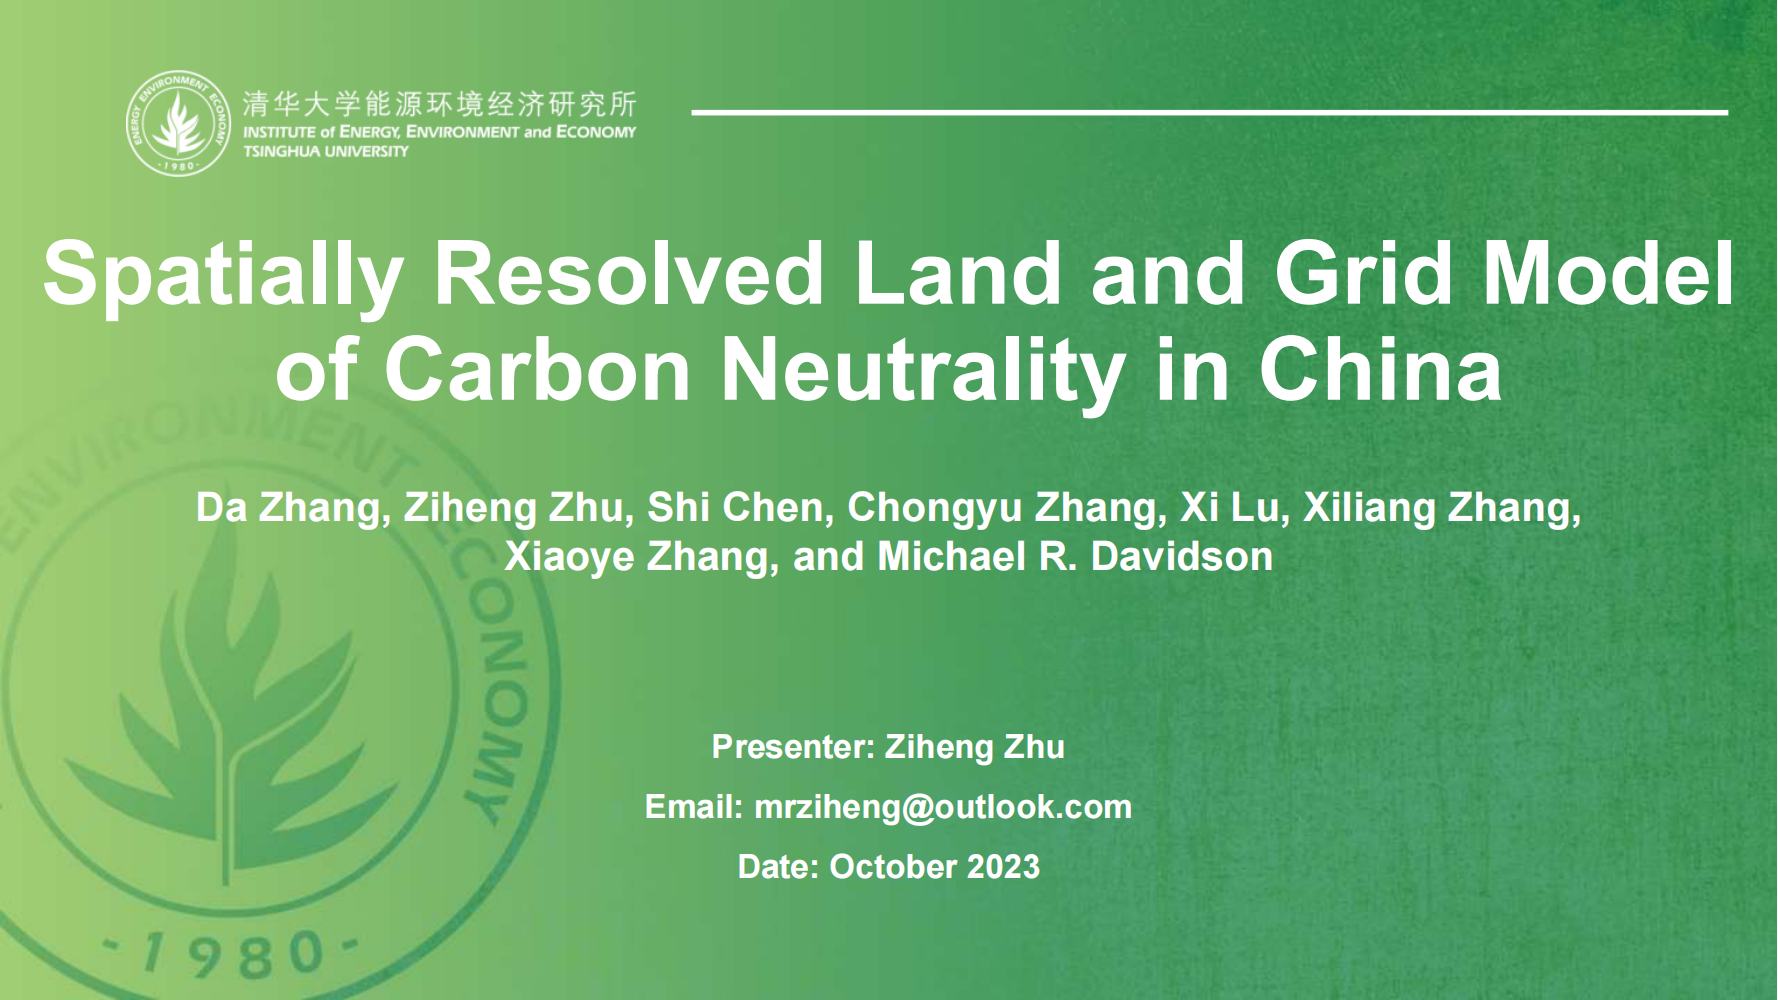 ENERGY ENVIRONMENT ECONOMY
-1980-
清华大学能源环境经济研究所
INSTITUTE of ENERGY, ENVIRONMENT and ECONOMY
TSINGHUA UNIVERSITY
Spatially Resolved Land and Grid Model
of Carbon Neutrality in China
Da Zhang, Ziheng Zhu, Shi Chen, Chongyu Zhang, Xi Lu, Xiliang Zhang,
Xiaoye Zhang, and Michael R. Davidson
Presenter: Ziheng Zhu
Email: mrziheng@outlook.com
Date: October 2023
ENVIRONMENT ECONOMY
-1980-